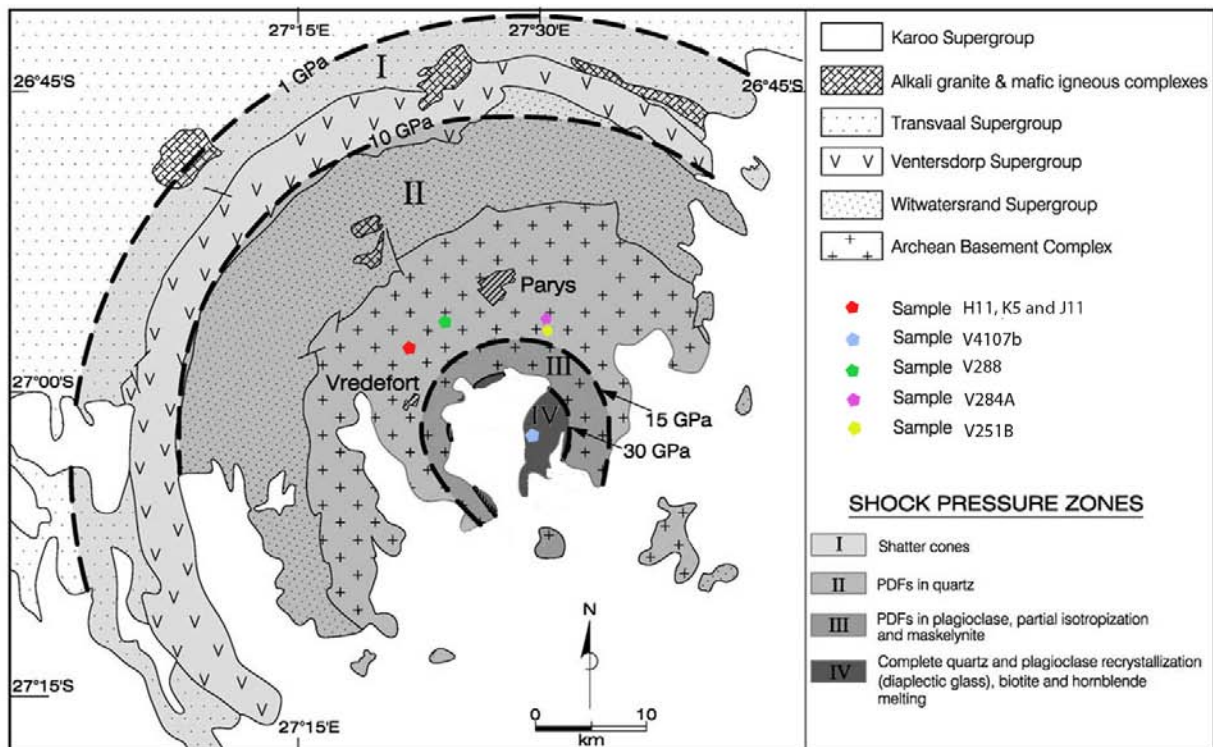 27°15'E
27°30'E
26°45'S
26°45'S
1 GPa
I
10 GPa
II
Parys
Vredefort
III
27°00'S
15 GPa
IV
30 GPa
27°15'S
27°15'E
N
0 10
km
Karoo Supergroup
Alkali granite & mafic igneous complexes
Transvaal Supergroup
Ventersdorp Supergroup
Witwatersrand Supergroup
Archean Basement Complex
Sample H11, K5 and J11
Sample V4107b
Sample V288
Sample V284A
Sample V251B
SHOCK PRESSURE ZONES
I Shatter cones
II PDFs in quartz
III PDFs in plagioclase, partial isotropization
and maskelynite
IV Complete quartz and plagioclase recrystallization
(diaplectic glass), biotite and hornblende
melting